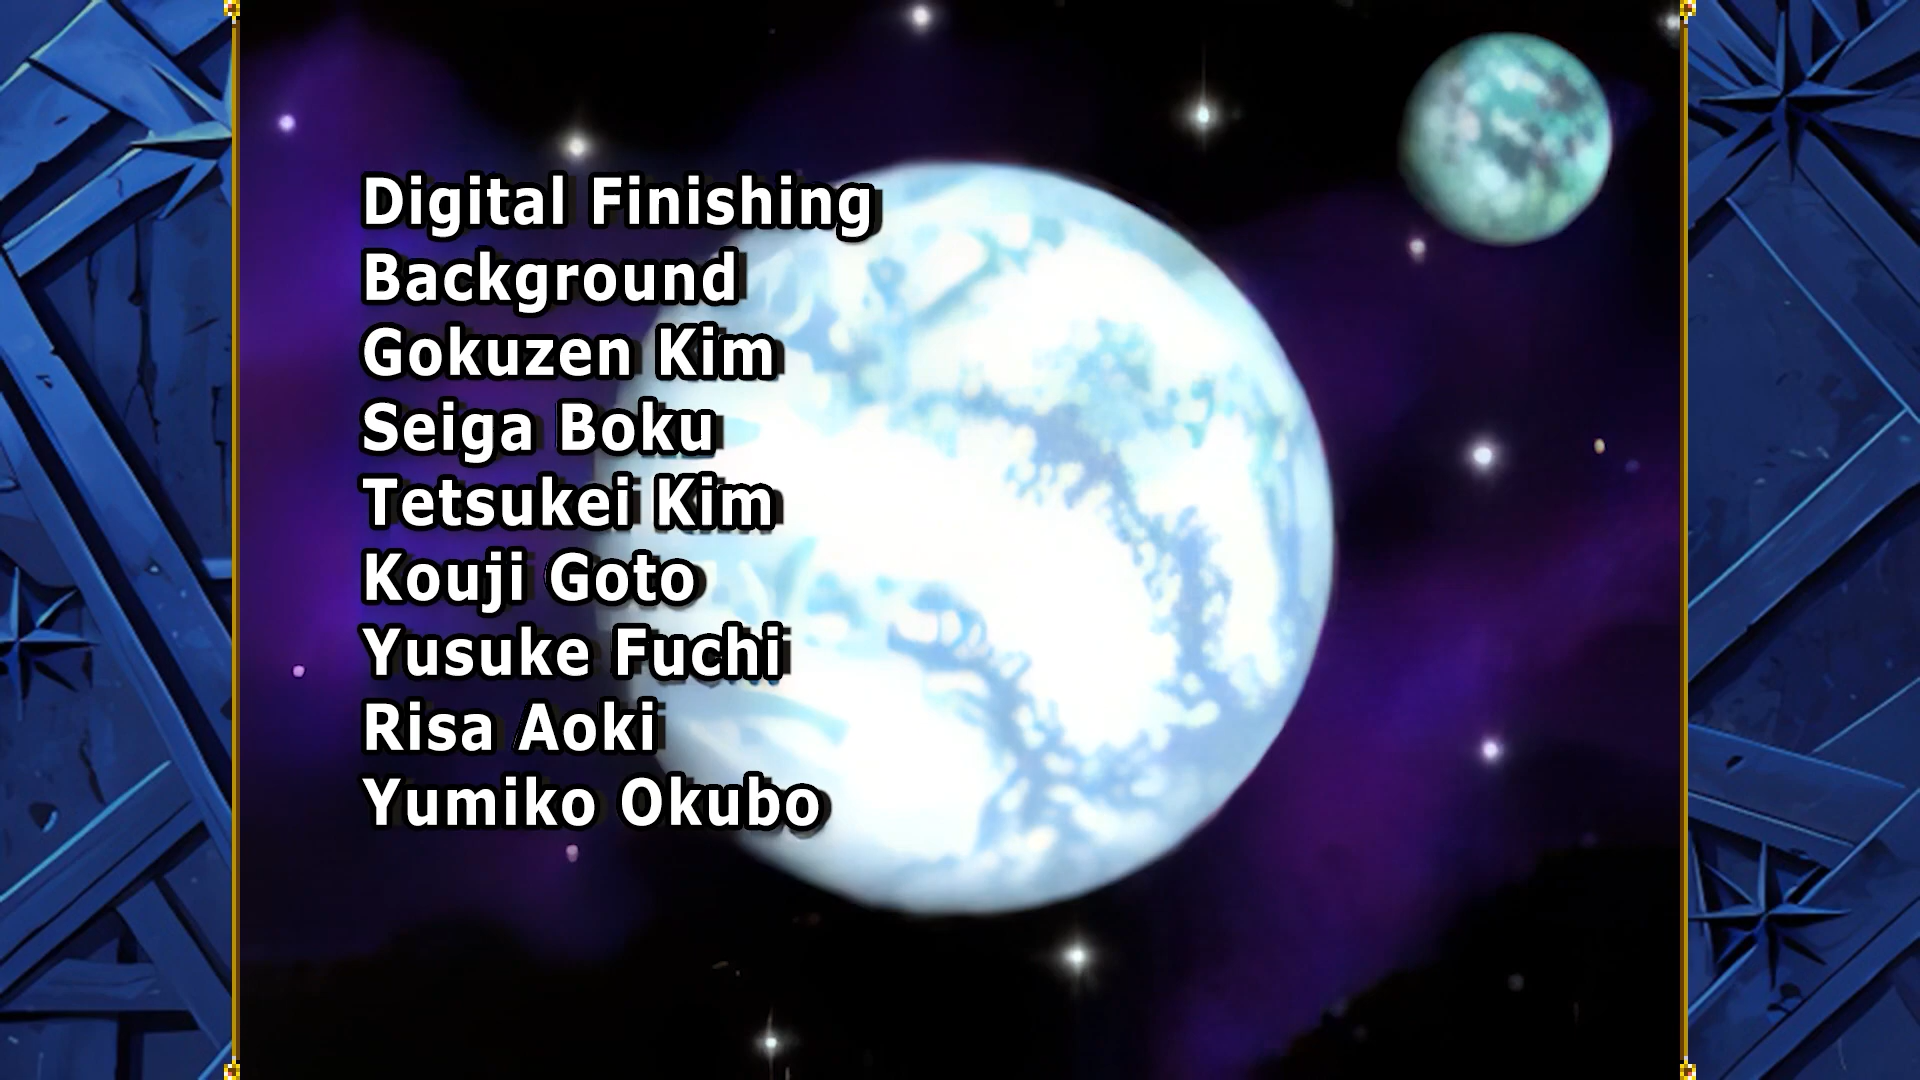 Digital Finishing
Background
Gokuzen Kim
Seiga Boku
Tetsukei Kim
Kouji Goto
Yusuke Fuchi
Risa Aoki
Yumiko Okubo